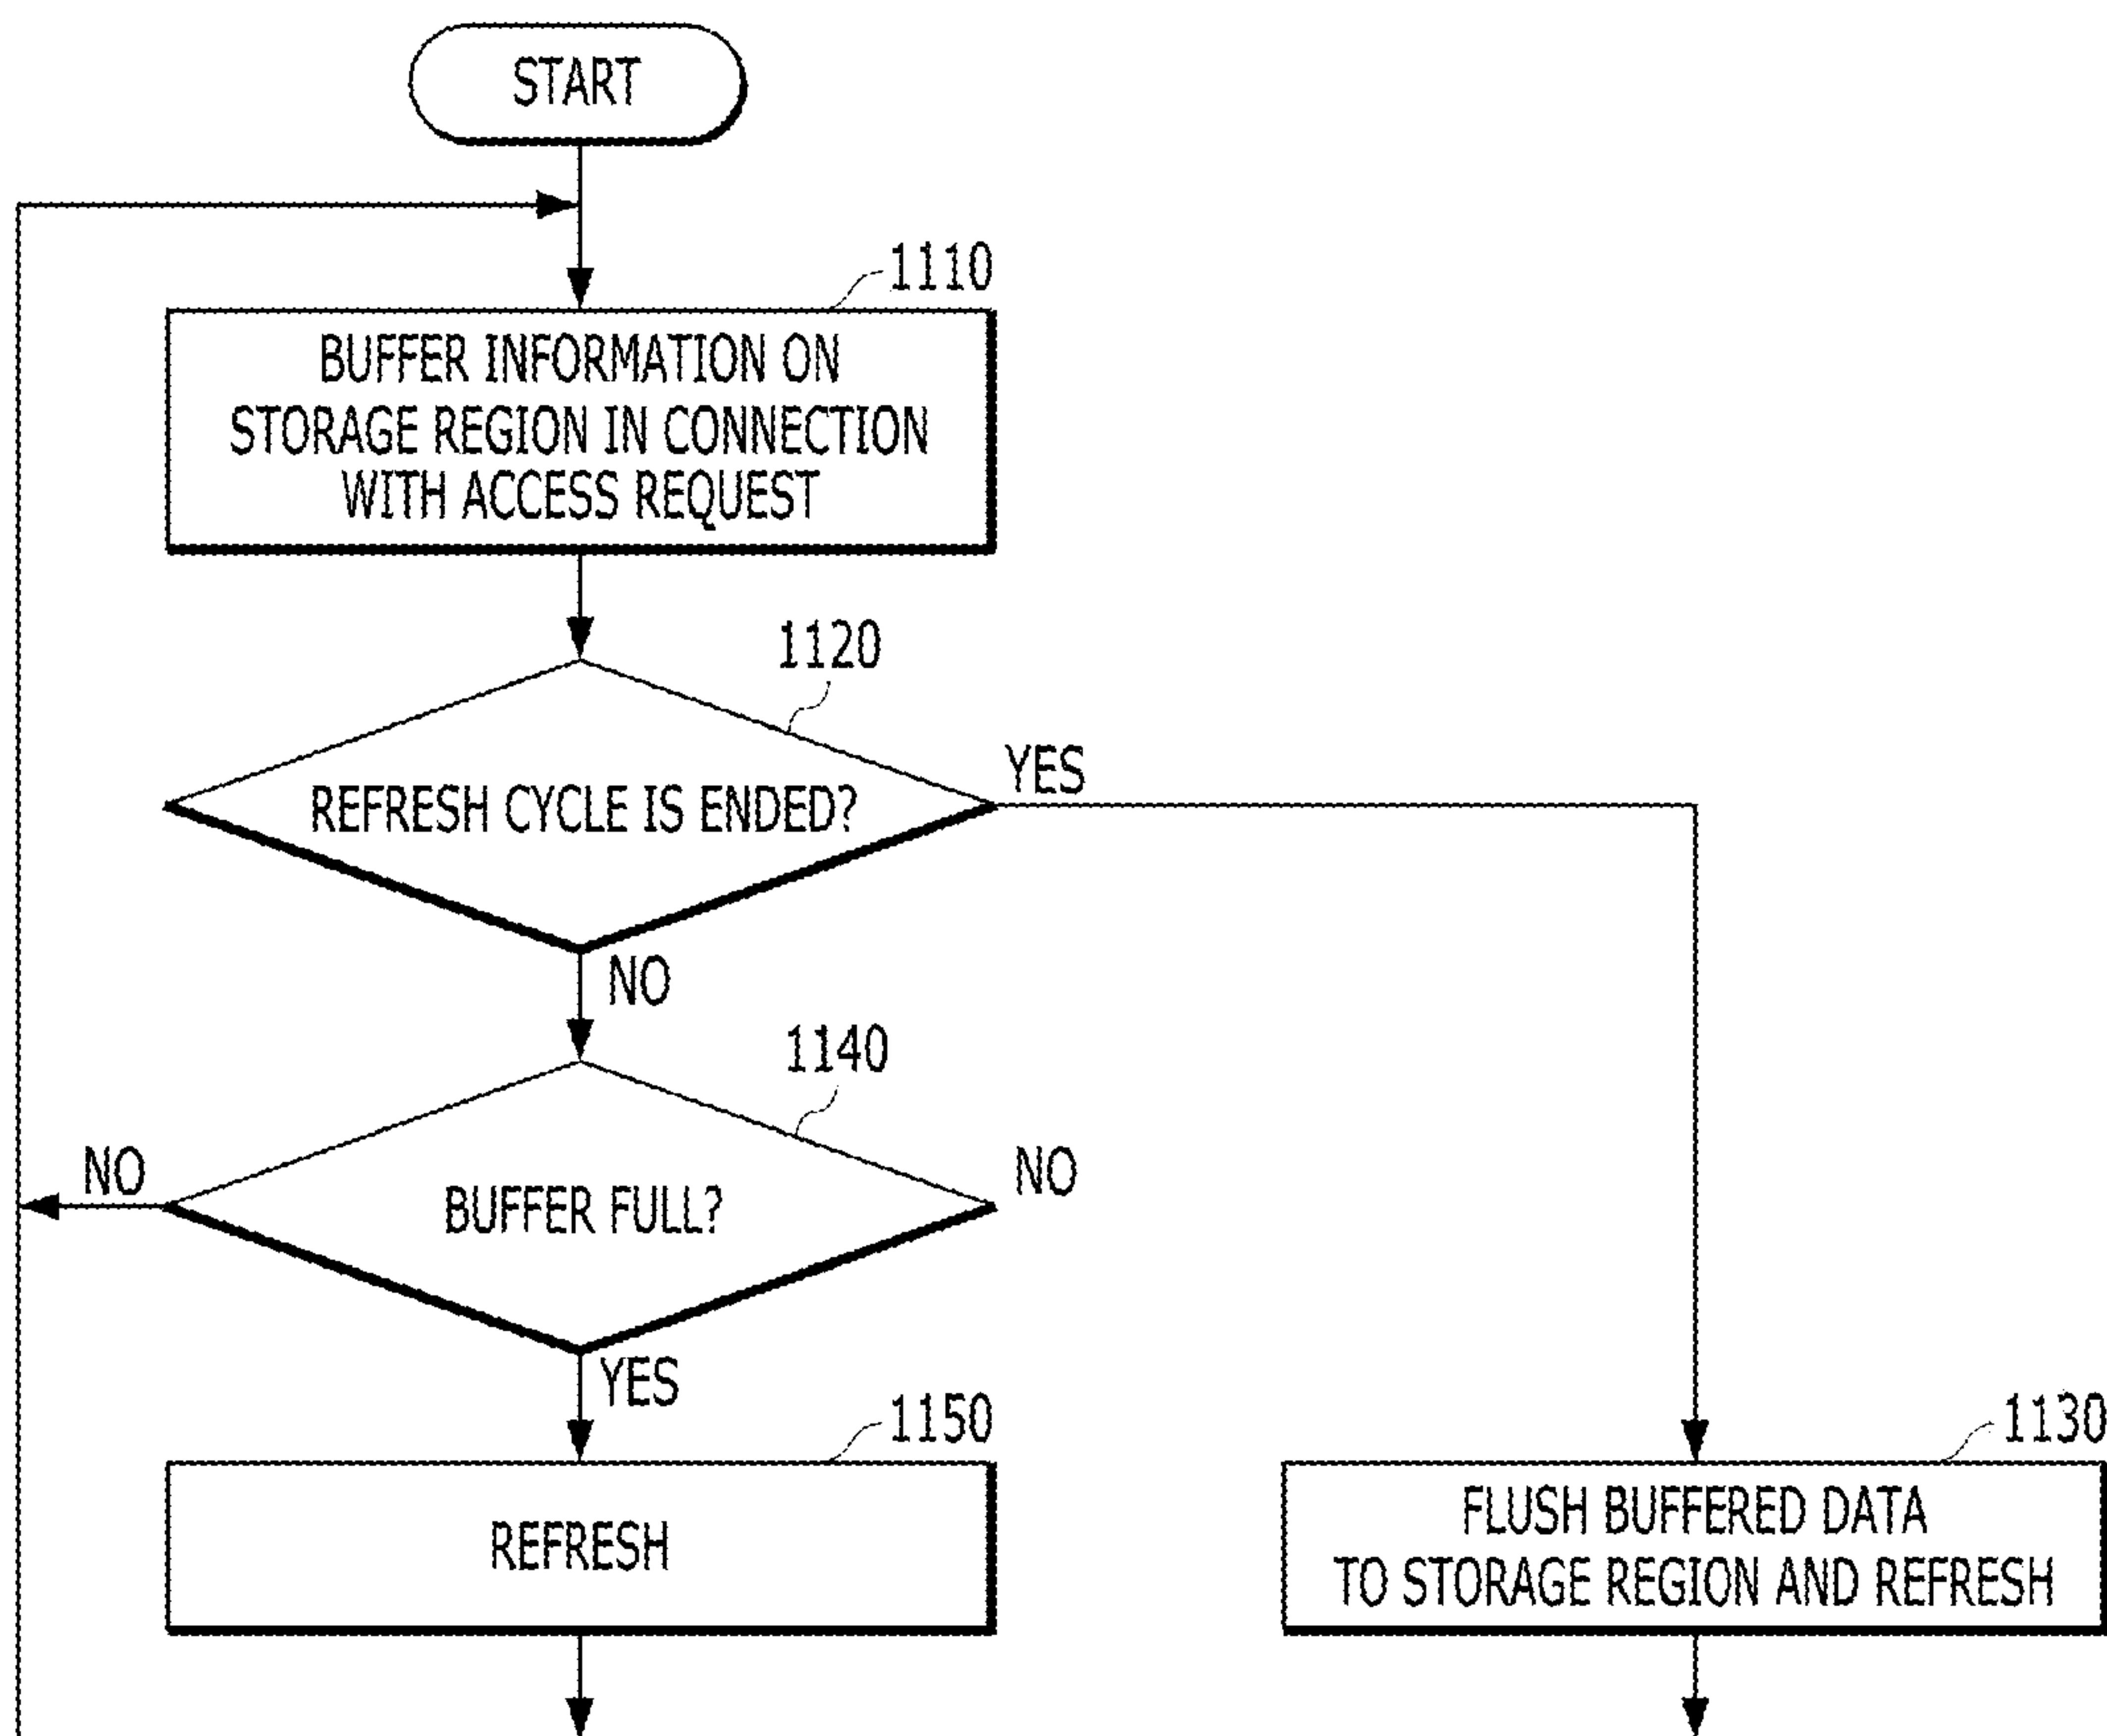 START
1110
BUFFER INFORMATION ON
STORAGE REGION IN CONNECTION
WITH ACCESS REQUEST
1120
YES
REFRESH CYCLE IS ENDED?
NO
1140
NO
NO
BUFFER FULL?
YES
1150
REFRESH
1130
FLUSH BUFFERED DATA
TO STORAGE REGION AND REFRESH